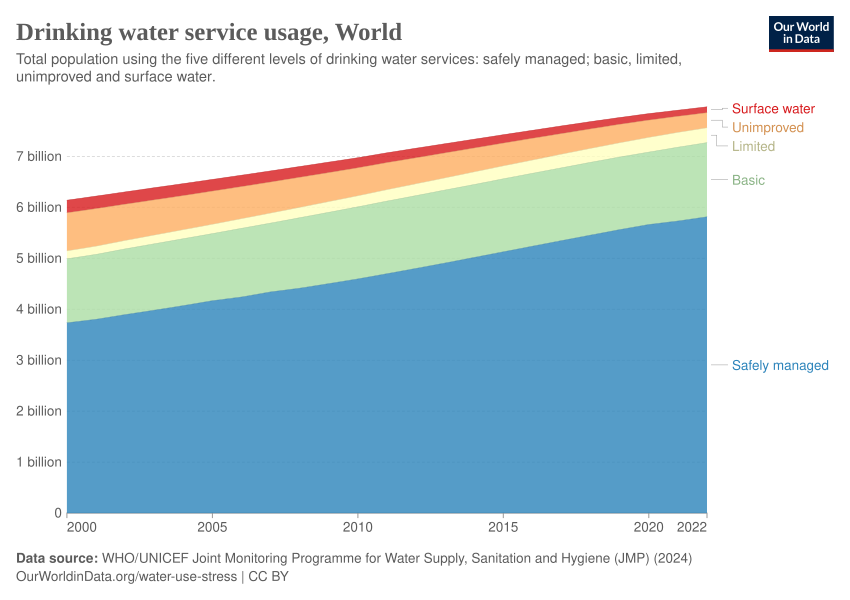 Drinking water service usage, World
Our World
in Data
Total population using the five different levels of drinking water services: safely managed; basic, limited,
unimproved and surface water.
Surface water
Unimproved
Limited
Basic
Safely managed
7 billion
6 billion
5 billion
4 billion
3 billion
2 billion
1 billion
0
2000 2005 2010 2015 2020 2022
Data source: WHO/UNICEF Joint Monitoring Programme for Water Supply, Sanitation and Hygiene (JMP) (2024)
OurWorldinData.org/water-use-stress | CC BY